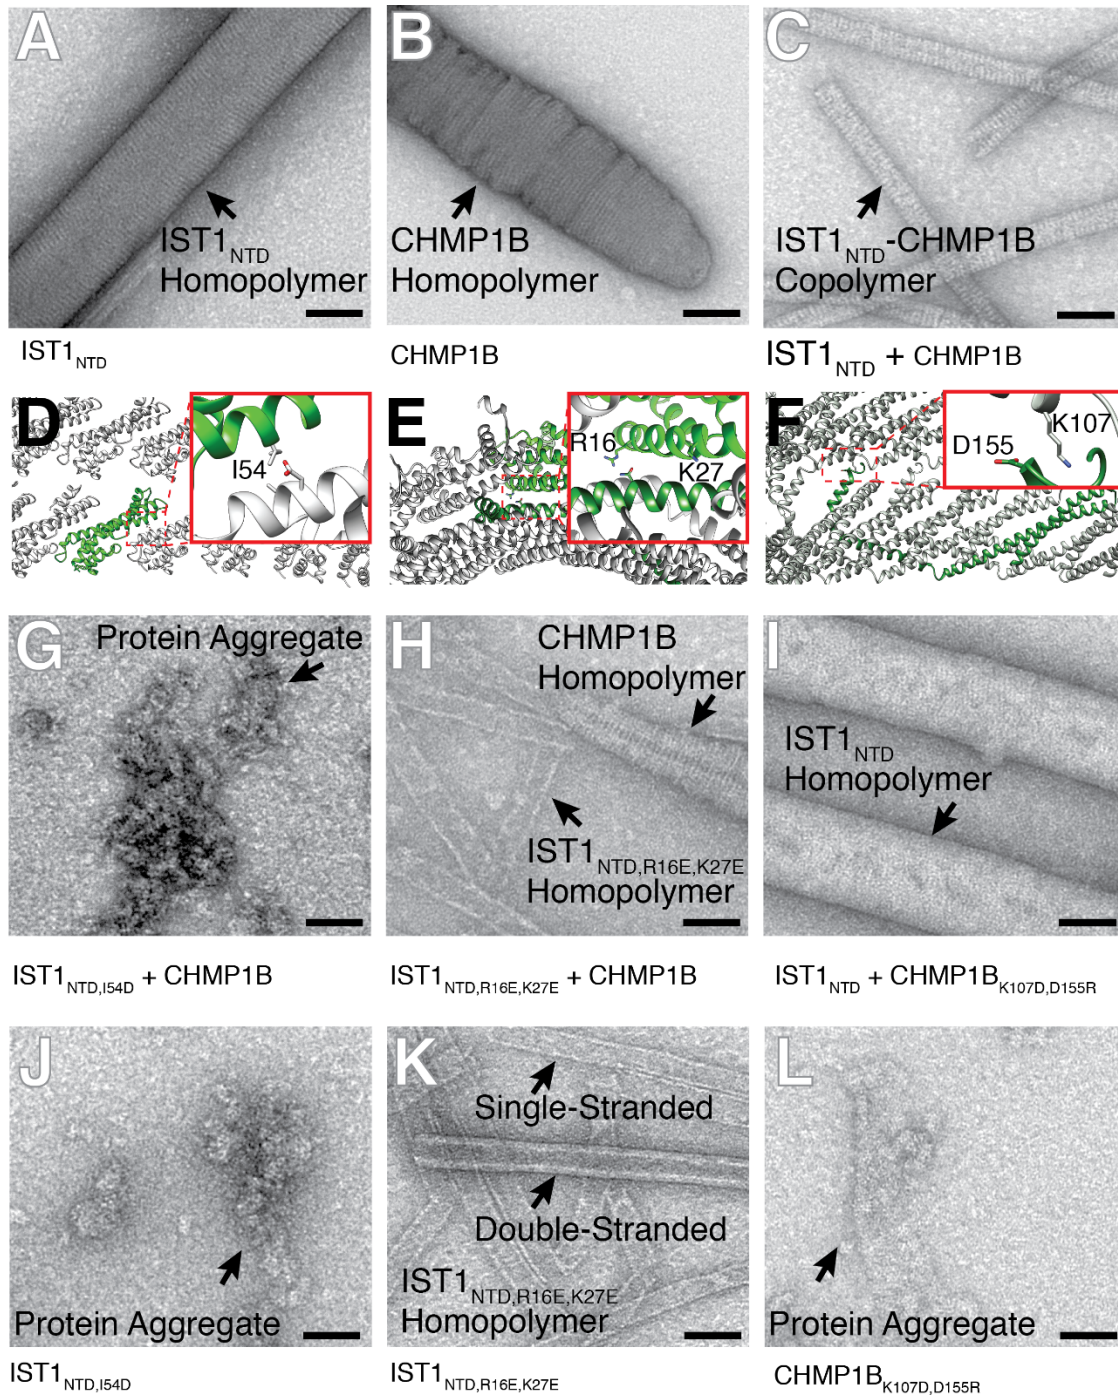 A
IST1NTD
Homopolymer
B
CHMP1B
Homopolymer
C
IST1NTD-CHMP1B
Copolymer
IST1NTD
CHMP1B
IST1NTD + CHMP1B
D
I54
E
R16
K27
F
K107
D155
G
Protein Aggregate
H
CHMP1B
Homopolymer
IST1NTD,R16E,K27E
Homopolymer
I
IST1NTD
Homopolymer
IST1NTD,I54D + CHMP1B
IST1NTD,R16E,K27E + CHMP1B
IST1NTD + CHMP1BK107D,D155R
J
Protein Aggregate
K
Single-Stranded
Double-Stranded
IST1NTD,R16E,K27E
Homopolymer
L
Protein Aggregate
IST1NTD,I54D
IST1NTD,R16E,K27E
CHMP1BK107D,D155R